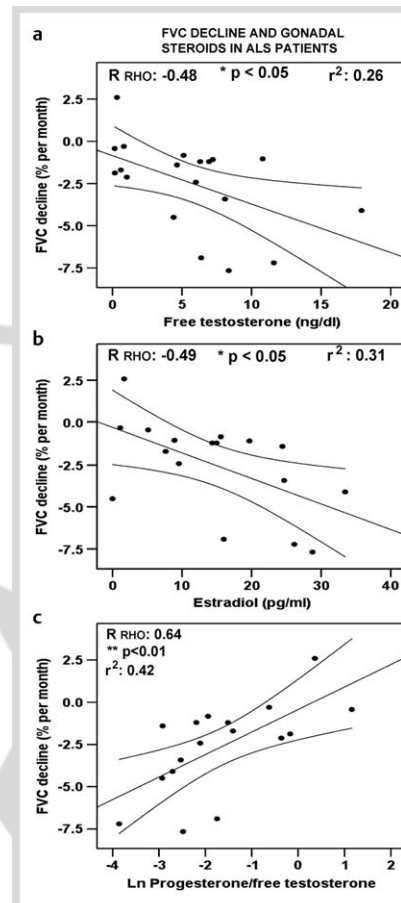 a
FVC DECLINE AND GONADAL
STEROIDS IN ALS PATIENTS
R RHO: -0.48 * p < 0.05 r²: 0.26
2.5
0.0
-2.5
-5.0
-7.5
FVC decline (% per month)
0 5 10 15 20
Free testosterone (ng/dl)
b
R RHO: -0.49 * p < 0.05 r²: 0.31
2.5
0.0
-2.5
-5.0
-7.5
FVC decline (% per month)
0 10 20 30 40
Estradiol (pg/ml)
c
R RHO: 0.64
** p<0.01
r²: 0.42
2.5
0.0
-2.5
-5.0
-7.5
FVC decline (% per month)
-4 -3 -2 -1 0 1 2
Ln Progesterone/free testosterone